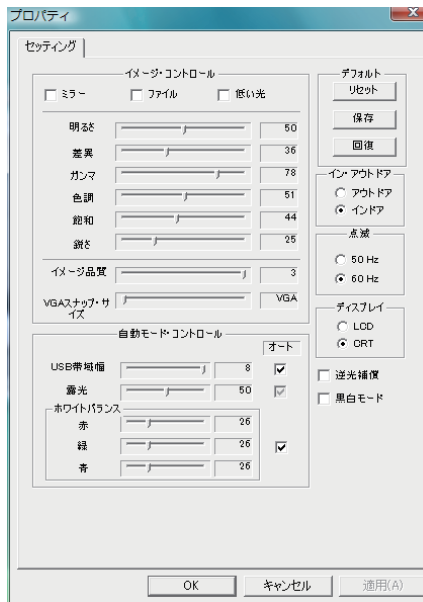 プロパティ
セッティング
イメージ・コントロール
ミラー
フアイル
低い光
明るさ
50
差異
36
ガンマ
78
色調
51
飽和
44
鋭さ
25
イメージ品質
3
VGAスナップ・サイズ
VGA
自動モード・コントロール
オート
USB帯域幅
8
露光
50
ホワイトバランス
赤
26
緑
26
青
26
デフォルト
リセット
保存
回復
イン・アウトドア
アウトドア
インドア
点滅
50 Hz
60 Hz
ディスプレイ
LCD
CRT
逆光補償
黒白モード
OK
キャンセル
適用(A)